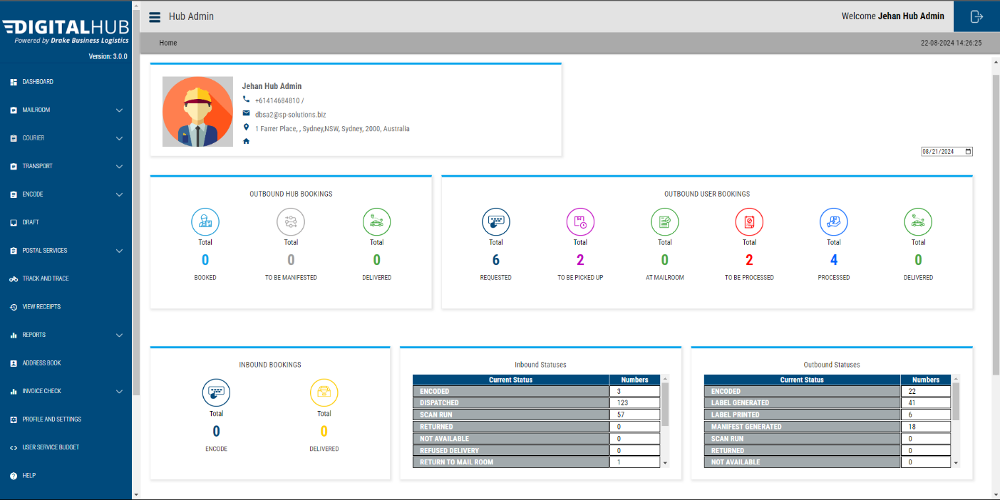 DIGITALHUB
Powered by Drake Business Logistics
Version: 3.0.0
DASHBOARD
MAILROOM
COURIER
TRANSPORT
ENCODE
DRAFT
POSTAL SERVICES
TRACK AND TRACE
VIEW RECEIPTS
REPORTS
ADDRESS BOOK
INVOICE CHECK
PROFILE AND SETTINGS
USER SERVICE BUDGET
HELP
Hub Admin
Welcome Jehan Hub Admin
Home
22-08-2024 14:26:25
Jehan Hub Admin
+61414684810 /
dbsa2@sp-solutions.biz
1 Farrer Place, , Sydney,NSW, Sydney, 2000, Australia
08/21/2024
OUTBOUND HUB BOOKINGS
Total Total Total
0 0 0
BOOKED TO BE MANIFESTED DELIVERED
OUTBOUND USER BOOKINGS
Total Total Total Total Total Total
6 2 0 2 4 0
REQUESTED TO BE PICKED UP AT MAILROOM TO BE PROCESSED PROCESSED DELIVERED
INBOUND BOOKINGS
Total Total
0 0
ENCODE DELIVERED
Inbound Statuses
Current Status Numbers
ENCODED 3
DISPATCHED 123
SCAN RUN 57
RETURNED 0
NOT AVAILABLE 0
REFUSED DELIVERY 0
RETURN TO MAIL ROOM 1
Outbound Statuses
Current Status Numbers
ENCODED 22
LABEL GENERATED 41
LABEL PRINTED 6
MANIFEST GENERATED 18
SCAN RUN 0
RETURNED 0
NOT AVAILABLE 0